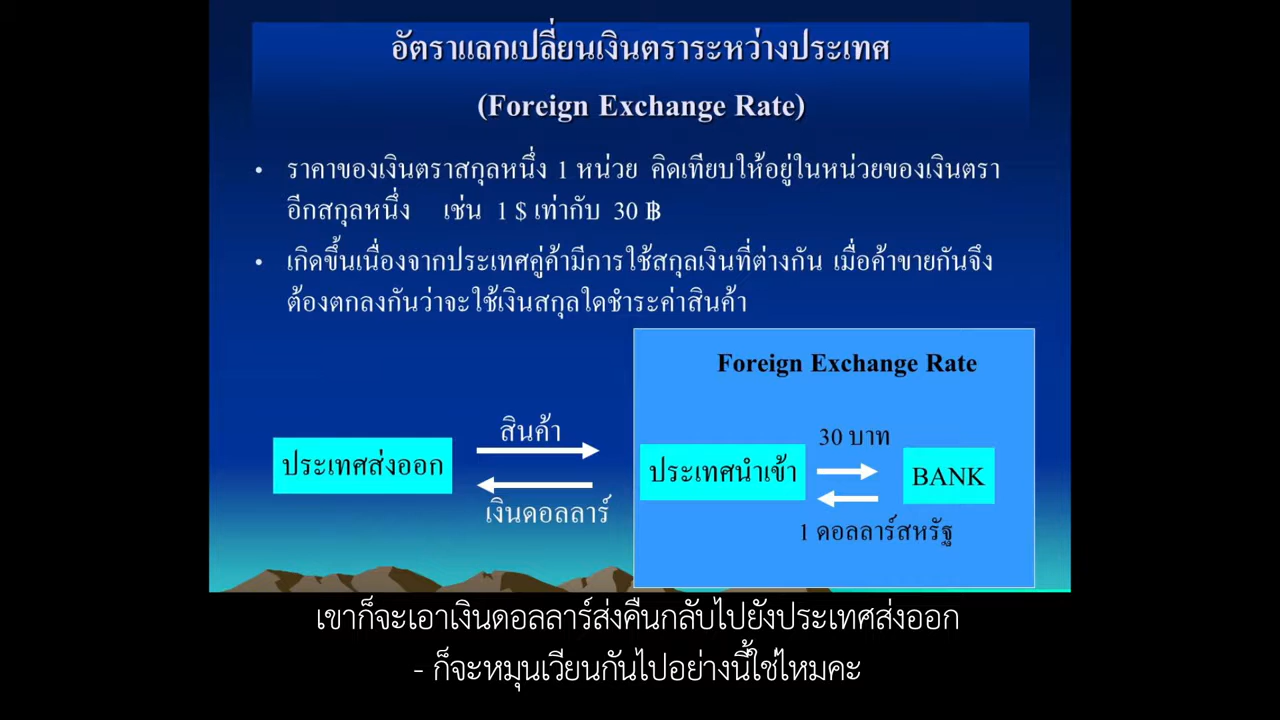 อัตราแลกเปลี่ยนเงินตราระหว่างประเทศ
(Foreign Exchange Rate)
• ราคาของเงินตราสกุลหนึ่ง 1 หน่วย คิดเทียบให้อยู่ในหน่วยของเงินตรา
อีกสกุลหนึ่ง เช่น 1 $ เท่ากับ 30 ฿
• เกิดขึ้นเนื่องจากประเทศคู่ค้ามีการใช้สกุลเงินที่ต่างกัน เมื่อค้าขายกันจึง
ต้องตกลงกันว่าจะใช้เงินสกุลใดชำระค่าสินค้า
Foreign Exchange Rate
สินค้า
30 บาท
ประเทศส่งออก
ประเทศนำเข้า
BANK
เงินดอลลาร์
1 ดอลลาร์สหรัฐ
เขาก็จะเอาเงินดอลลาร์ส่งคืนกลับไปยังประเทศส่งออก
- ก็จะหมุนเวียนกันไปอย่างนี้ใช่ไหมคะ